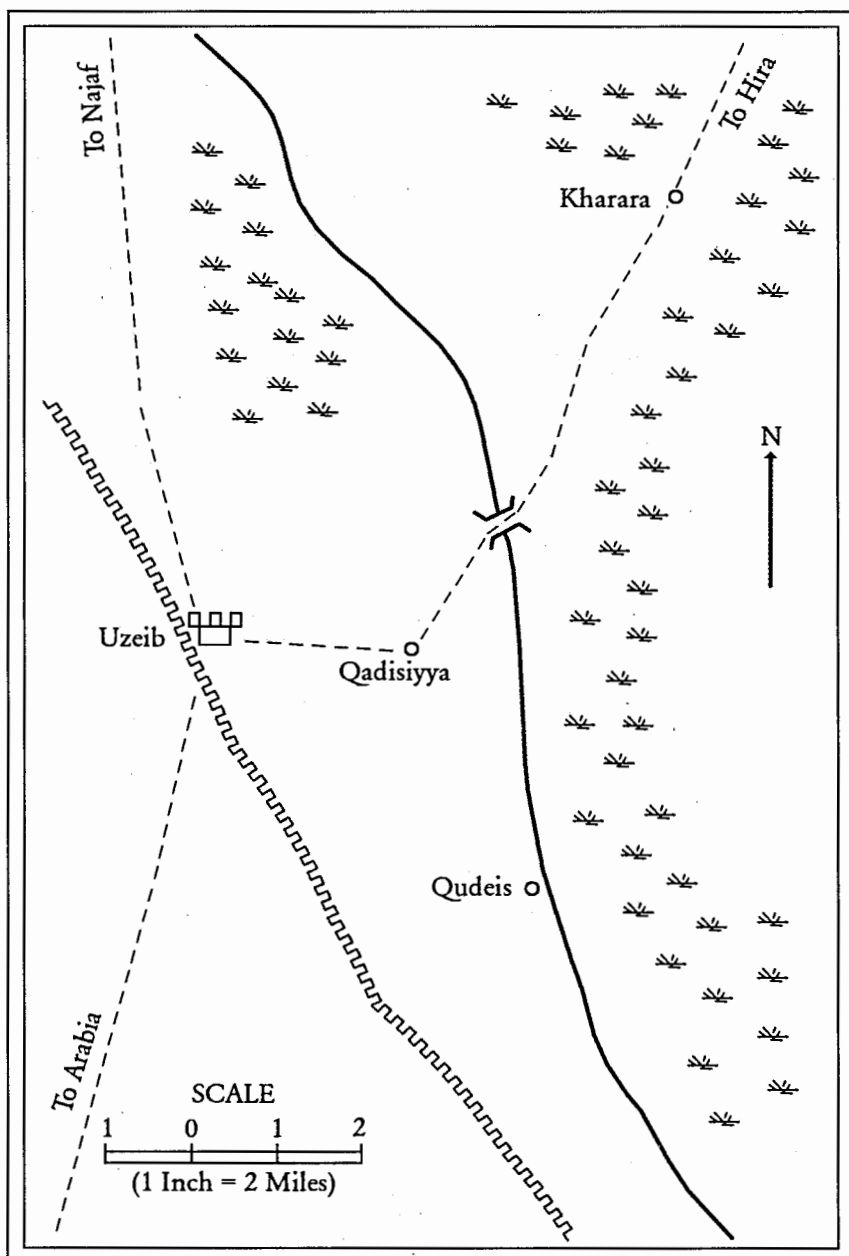 To Najaf
To Hira
Kharara
N
Uzeib
Qadisiyya
Qudeis
To Arabia
SCALE
1 0 1 2
(1 Inch = 2 Miles)